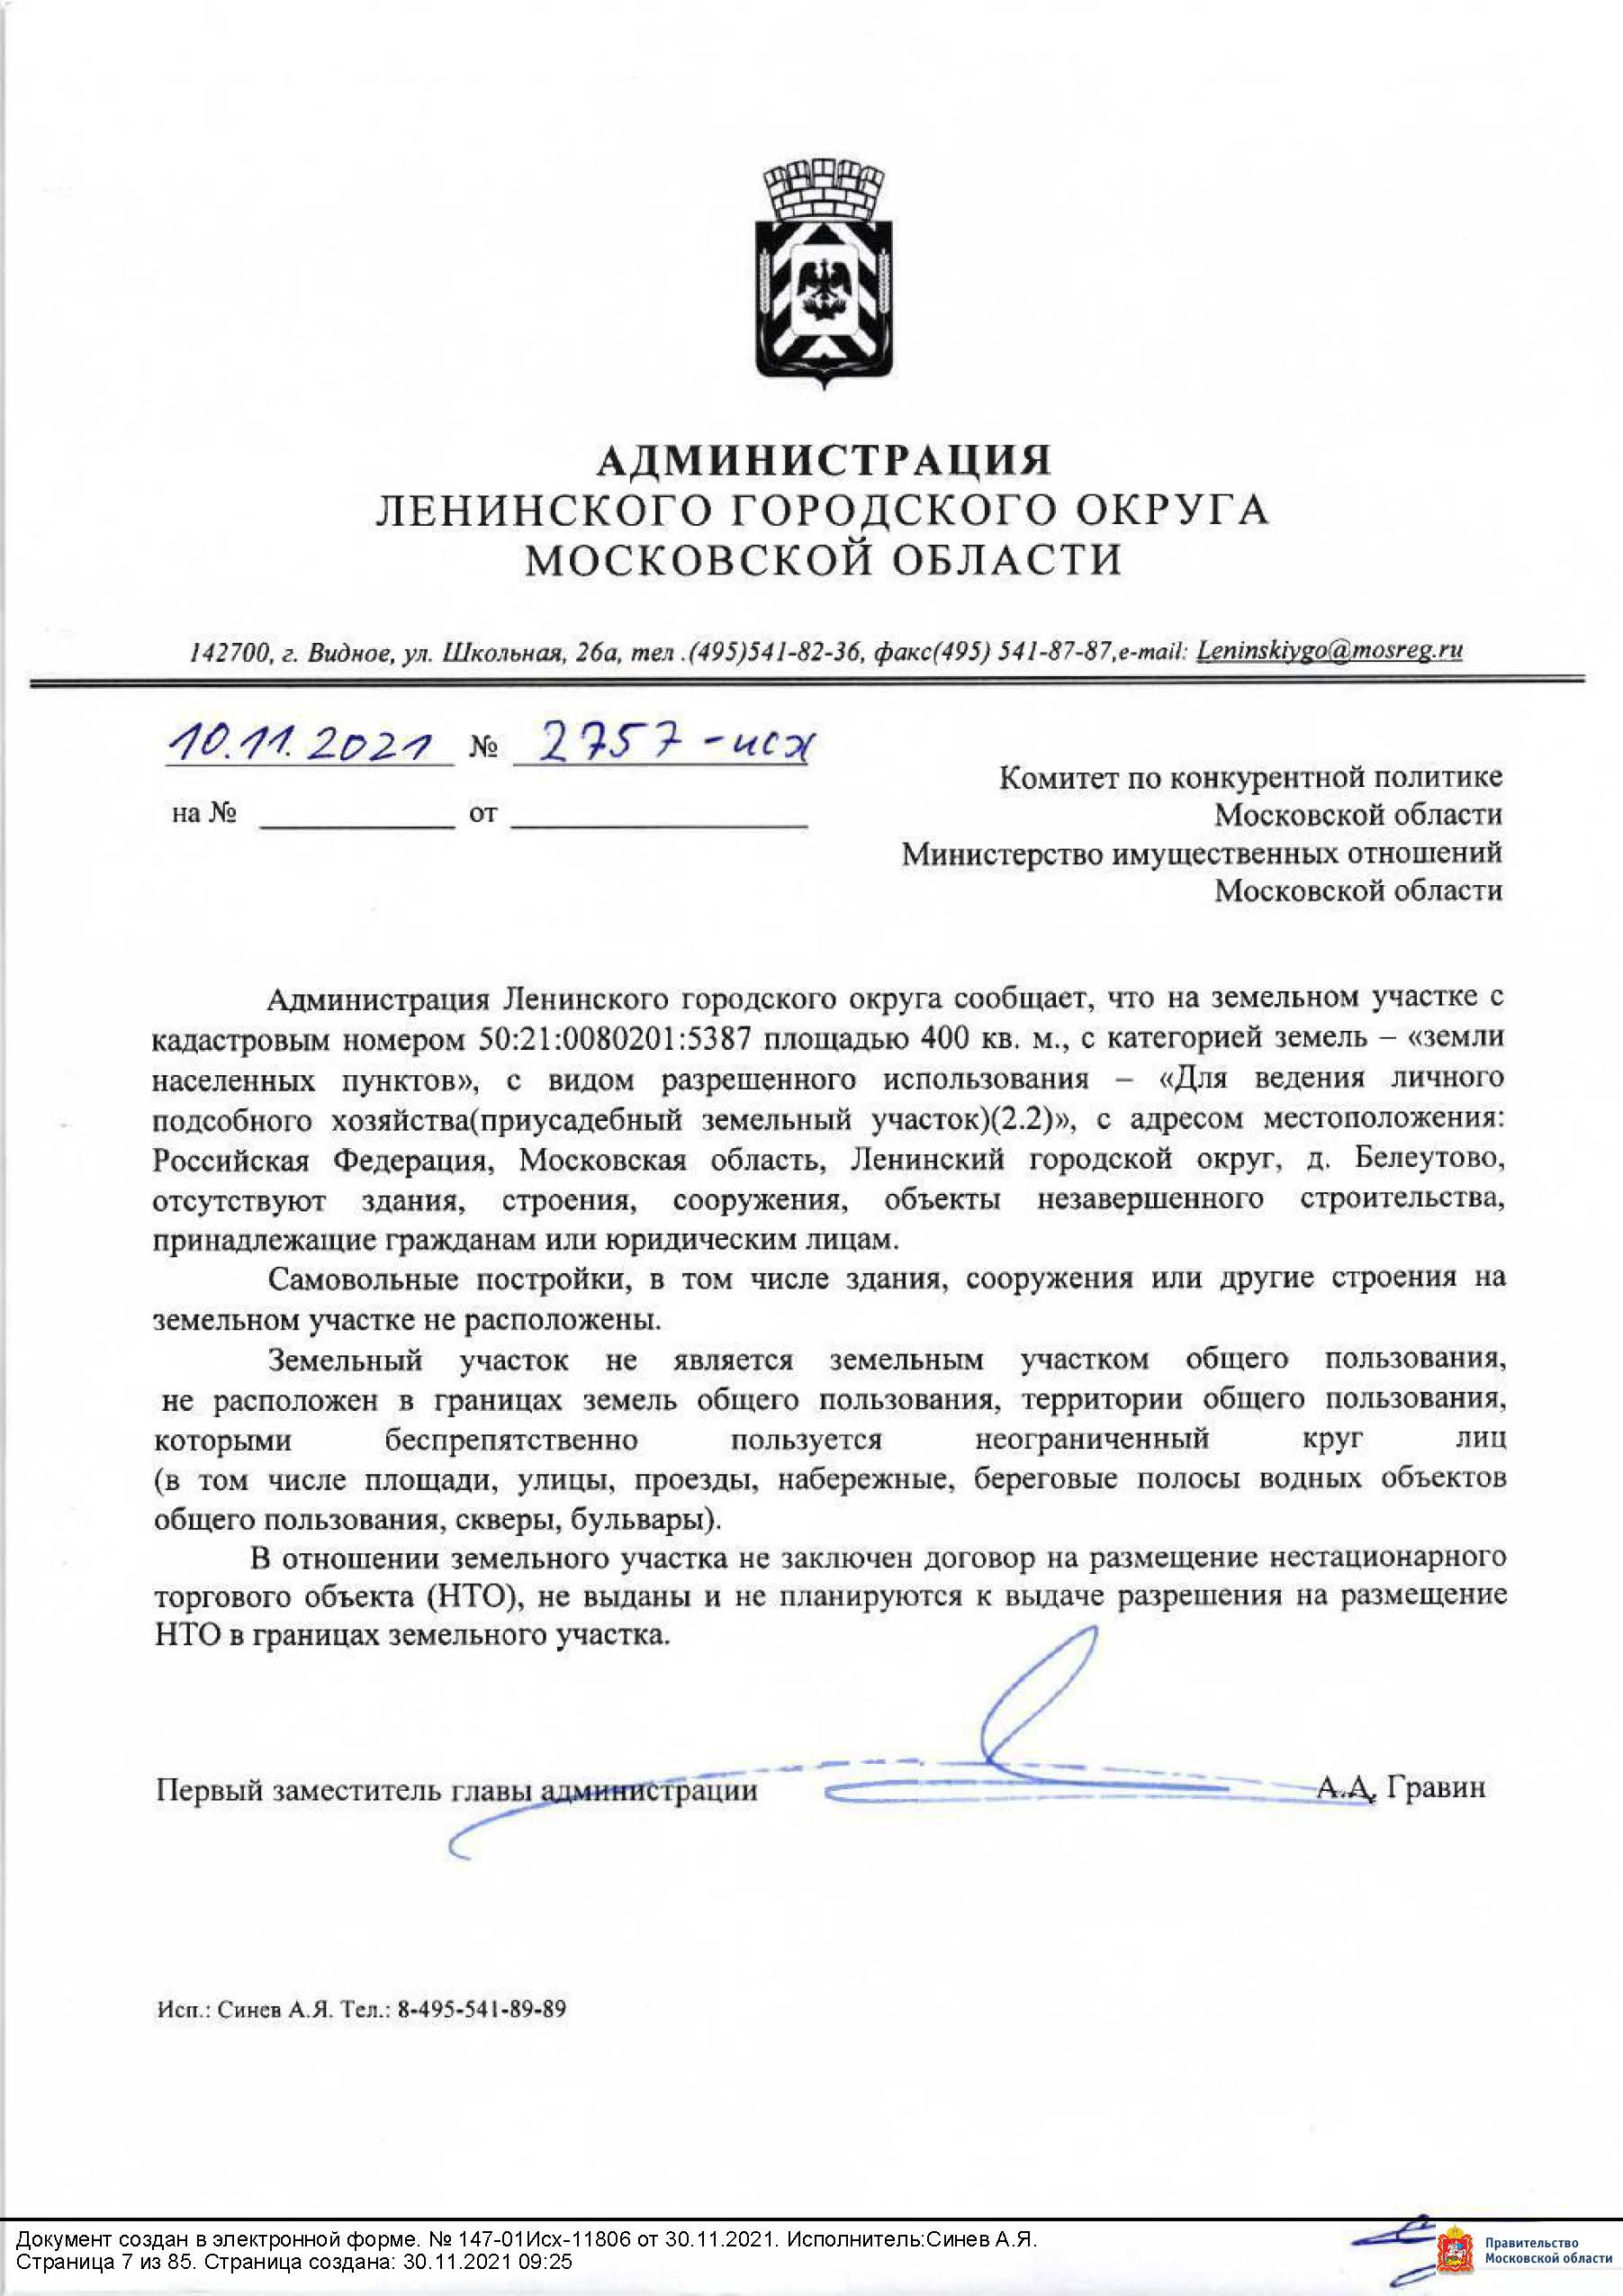 АДМИНИСТРАЦИЯ
ЛЕНИНСКОГО ГОРОДСКОГО ОКРУГА
МОСКОВСКОЙ ОБЛАСТИ
142700, г. Видное, ул. Школьная, 26а, тел .(495)541-82-36, факс(495) 541-87-87,e-mail: Leninskiygo@mosreg.ru
10.11.2021 № 2757-исх
на № ____________ от ____________
Комитет по конкурентной политике
Московской области
Министерство имущественных отношений
Московской области
Администрация Ленинского городского округа сообщает, что на земельном участке с
кадастровым номером 50:21:0080201:5387 площадью 400 кв. м., с категорией земель – «земли
населенных пунктов», с видом разрешенного использования – «Для ведения личного
подсобного хозяйства(приусадебный земельный участок)(2.2)», с адресом местоположения:
Российская Федерация, Московская область, Ленинский городской округ, д. Белеутово,
отсутствуют здания, строения, сооружения, объекты незавершенного строительства,
принадлежащие гражданам или юридическим лицам.
Самовольные постройки, в том числе здания, сооружения или другие строения на
земельном участке не расположены.
Земельный участок не является земельным участком общего пользования,
не расположен в границах земель общего пользования, территории общего пользования,
которыми беспрепятственно пользуется неограниченный круг лиц
(в том числе площади, улицы, проезды, набережные, береговые полосы водных объектов
общего пользования, скверы, бульвары).
В отношении земельного участка не заключен договор на размещение нестационарного
торгового объекта (НТО), не выданы и не планируются к выдаче разрешения на размещение
НТО в границах земельного участка.
Первый заместитель главы администрации А.А. Гравин
Исп.: Синев А.Я. Тел.: 8-495-541-89-89
Документ создан в электронной форме. № 147-01Исх-11806 от 30.11.2021. Исполнитель:Синев А.Я.
Страница 7 из 85. Страница создана: 30.11.2021 09:25
Правительство
Московской области